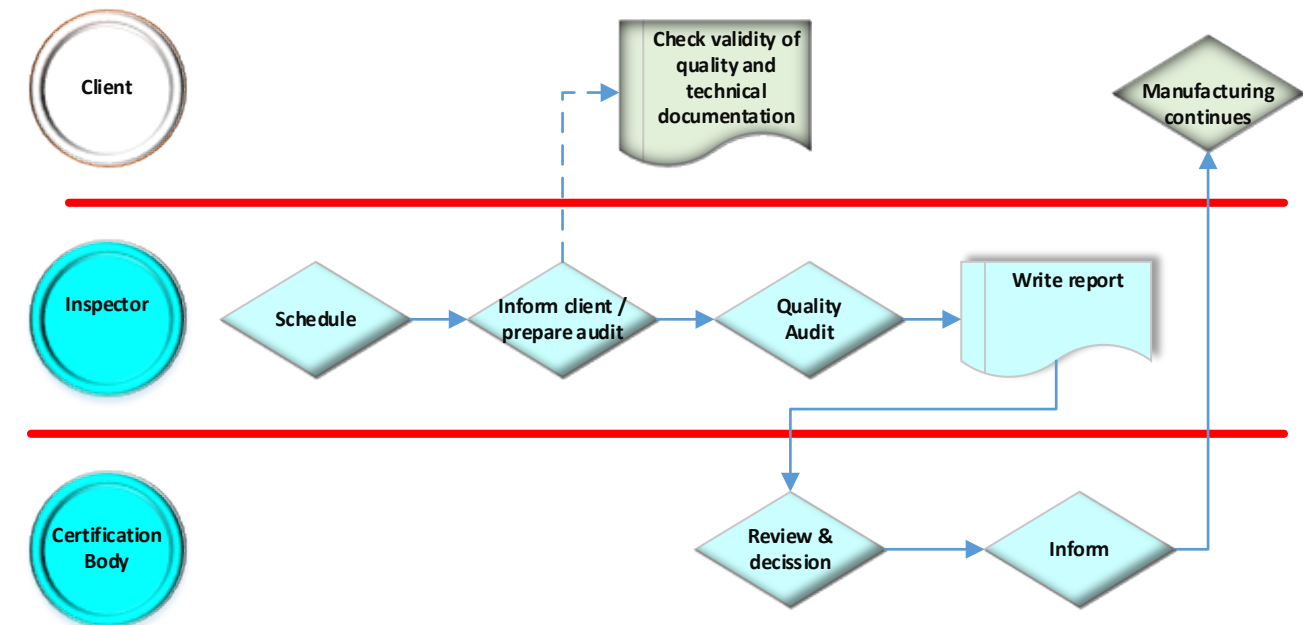 Client
Check validity of
quality and
technical
documentation
Manufacturing
continues
Inspector
Schedule
Inform client /
prepare audit
Quality
Audit
Write report
Certification
Body
Review &
decission
Inform